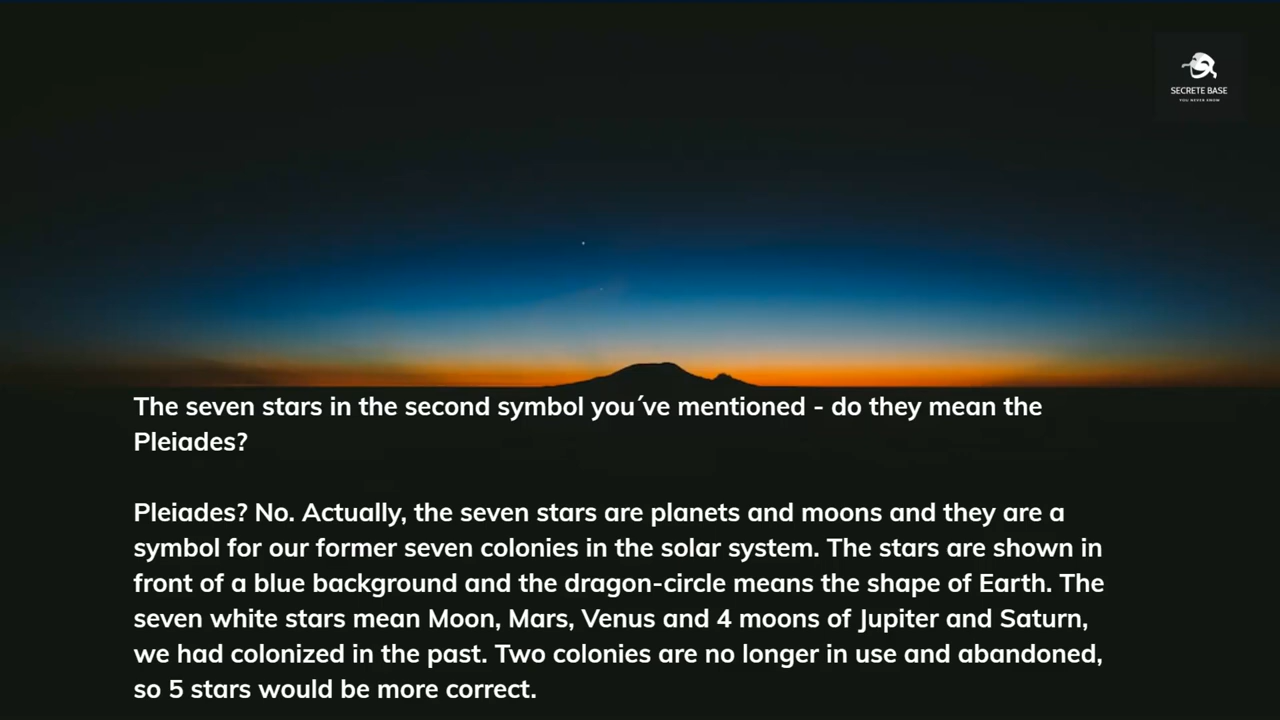 SECRETE BASE
YOU NEVER KNOW
The seven stars in the second symbol you´ve mentioned - do they mean the
Pleiades?
Pleiades? No. Actually, the seven stars are planets and moons and they are a
symbol for our former seven colonies in the solar system. The stars are shown in
front of a blue background and the dragon-circle means the shape of Earth. The
seven white stars mean Moon, Mars, Venus and 4 moons of Jupiter and Saturn,
we had colonized in the past. Two colonies are no longer in use and abandoned,
so 5 stars would be more correct.